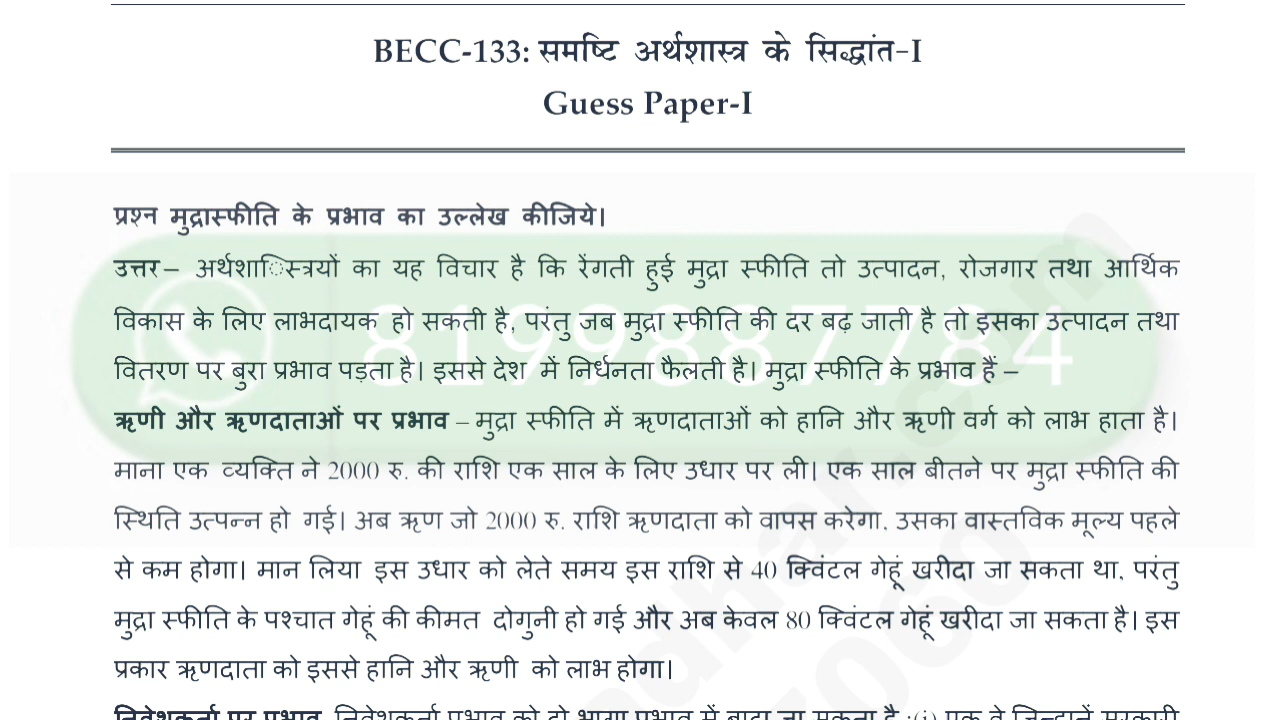 BECC-133: समष्टि अर्थशास्त्र के सिद्धांत-I
Guess Paper-I
प्रश्न मुद्रास्फीति के प्रभाव का उल्लेख कीजिये।
उत्तर– अर्थशाि​स्त्रयों का यह विचार है कि रेंगती हुई मुद्रा स्फीति तो उत्पादन, रोजगार तथा आर्थिक
विकास के लिए लाभदायक हो सकती है, परंतु जब मुद्रा स्फीति की दर बढ़ जाती है तो इसका उत्पादन तथा
वितरण पर बुरा प्रभाव पड़ता है। इससे देश में निर्धनता फैलती है। मुद्रा स्फीति के प्रभाव हैं –
ऋणी और ऋणदाताओं पर प्रभाव – मुद्रा स्फीति में ऋणदाताओं को हानि और ऋणी वर्ग को लाभ हाता है।
माना एक व्यक्ति ने 2000 रु. की राशि एक साल के लिए उधार पर ली। एक साल बीतने पर मुद्रा स्फीति की
स्थिति उत्पन्न हो गई। अब ऋण जो 2000 रु. राशि ऋणदाता को वापस करेगा, उसका वास्तविक मूल्य पहले
से कम होगा। मान लिया इस उधार को लेते समय इस राशि से 40 क्विंटल गेहूं खरीदा जा सकता था, परंतु
मुद्रा स्फीति के पश्चात गेहूं की कीमत दोगुनी हो गई और अब केवल 80 क्विंटल गेहूं खरीदा जा सकता है। इस
प्रकार ऋणदाता को इससे हानि और ऋणी को लाभ होगा।
निवेशकर्ता पर प्रभाव
8199887784